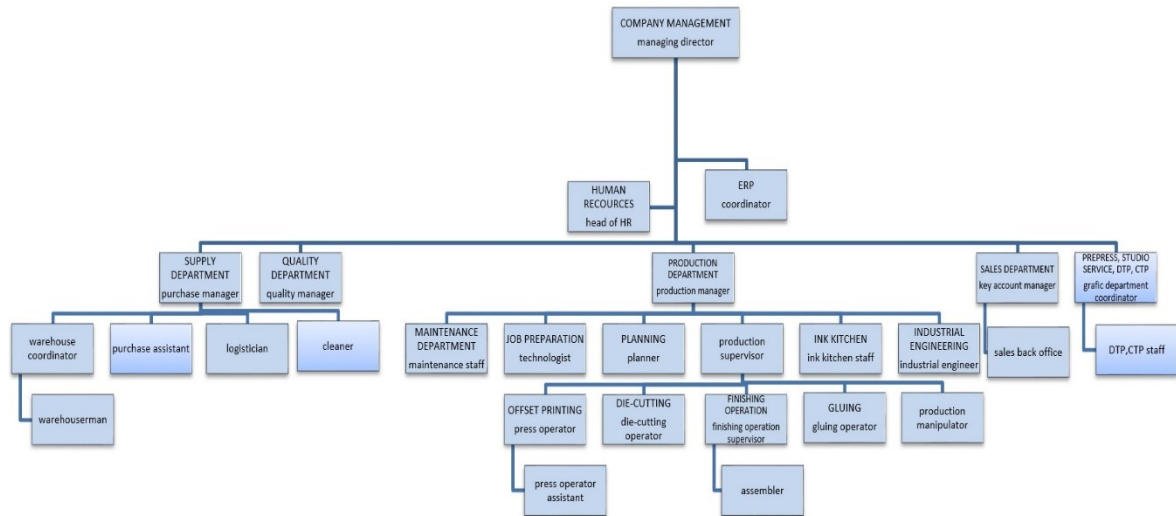 COMPANY MANAGEMENT
managing director
HUMAN
RECOURCES
head of HR
ERP
coordinator
SUPPLY
DEPARTMENT
purchase manager
QUALITY
DEPARTMENT
quality manager
PRODUCTION
DEPARTMENT
production manager
SALES DEPARTMENT
key account manager
PREPRESS, STUDIO
SERVICE, DTP, CTP
grafic department
coordinator
warehouse
coordinator
purchase assistant
logistician
cleaner
MAINTENANCE
DEPARTMENT
maintenance staff
JOB PREPARATION
technologist
PLANNING
planner
production
supervisor
INK KITCHEN
ink kitchen staff
INDUSTRIAL
ENGINEERING
industrial engineer
sales back office
DTP,CTP staff
warehouserman
OFFSET PRINTING
press operator
DIE-CUTTING
die-cutting
operator
FINISHING
OPERATION
finishing operation
supervisor
GLUING
gluing operator
production
manipulator
press operator
assistant
assembler